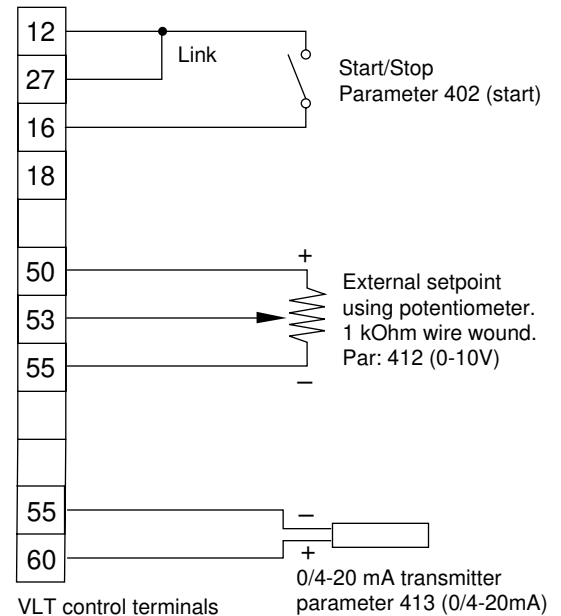 12
Link
27
Start/Stop
Parameter 402 (start)
16
18
50
+
External setpoint
using potentiometer.
1 kOhm wire wound.
Par: 412 (0-10V)
53
55
–
55
–
60
+
0/4-20 mA transmitter
parameter 413 (0/4-20mA)
VLT control terminals